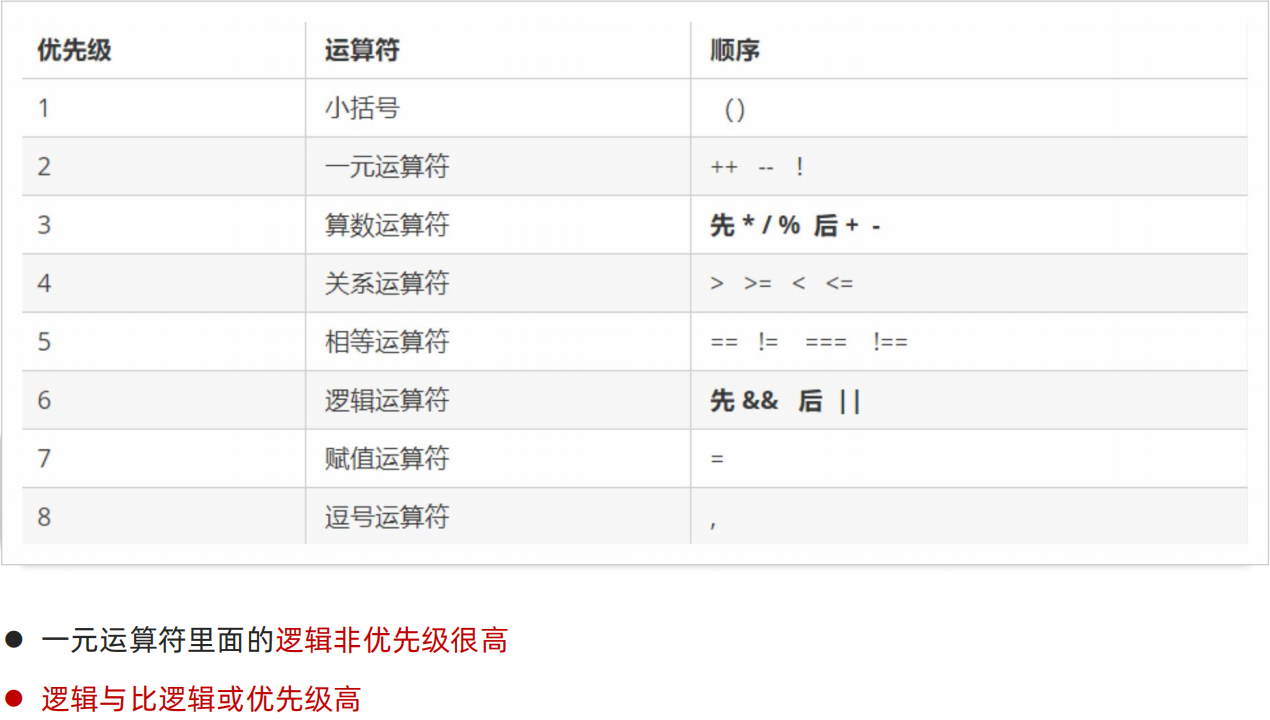 优先级 运算符 顺序
1 小括号 ()
2 一元运算符 ++ -- !
3 算数运算符 先 * / % 后 + -
4 关系运算符 > >= < <=
5 相等运算符 == != === !==
6 逻辑运算符 先 && 后 ||
7 赋值运算符 =
8 逗号运算符 ,
● 一元运算符里面的逻辑非优先级很高
● 逻辑与比逻辑或优先级高